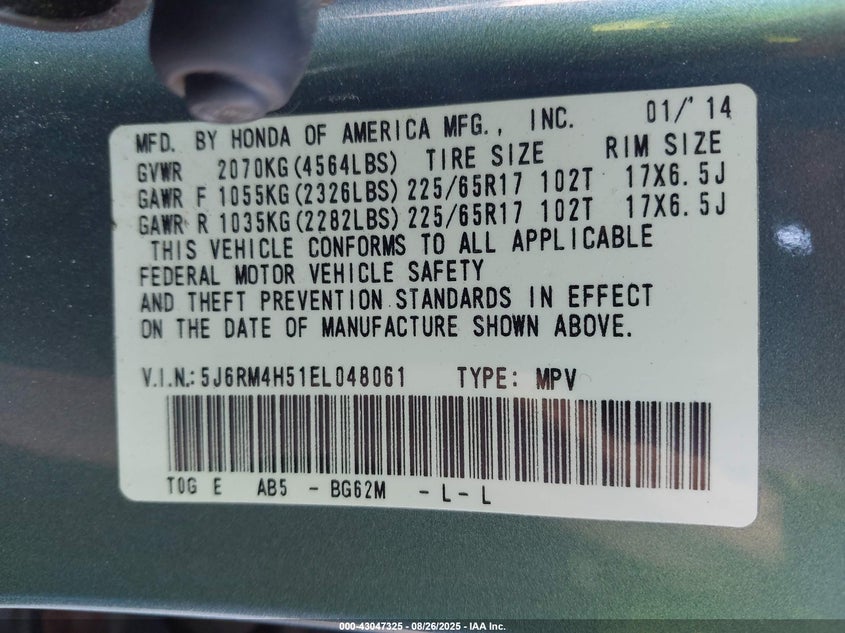 MFD. BY HONDA OF AMERICA MFG., INC. 01/'14
GVWR 2070KG(4564LBS) TIRE SIZE RIM SIZE
GAWR F 1055KG(2326LBS) 225/65R17 102T 17X6.5J
GAWR R 1035KG(2282LBS) 225/65R17 102T 17X6.5J
THIS VEHICLE CONFORMS TO ALL APPLICABLE
FEDERAL MOTOR VEHICLE SAFETY
AND THEFT PREVENTION STANDARDS IN EFFECT
ON THE DATE OF MANUFACTURE SHOWN ABOVE.
V.I.N.: 5J6RM4H51EL048061 TYPE: MPV
T0G E AB5 - BG62M - L - L
000-43047325 - 08/26/2025 - IAA Inc.